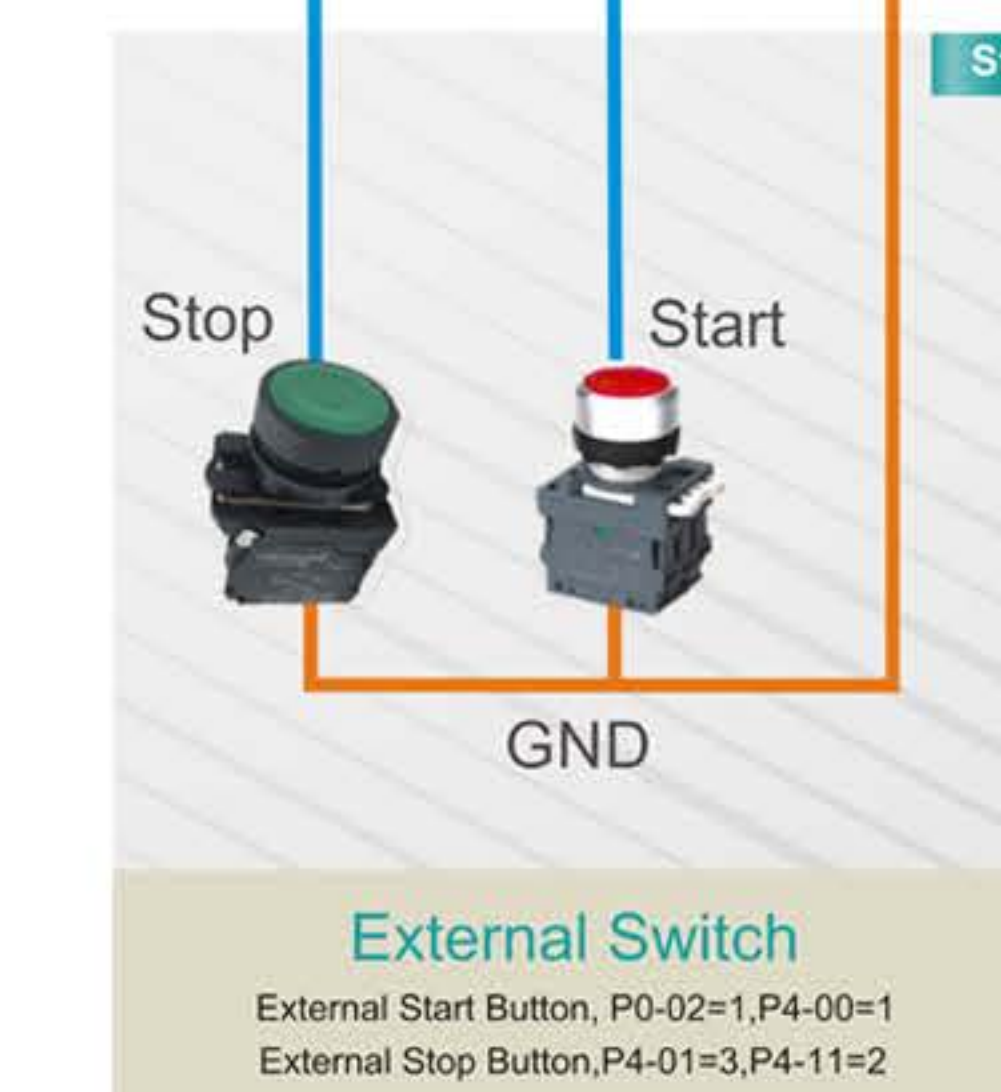 Stop
Start
GND
External Switch
External Start Button, P0-02=1,P4-00=1
External Stop Button,P4-01=3,P4-11=2